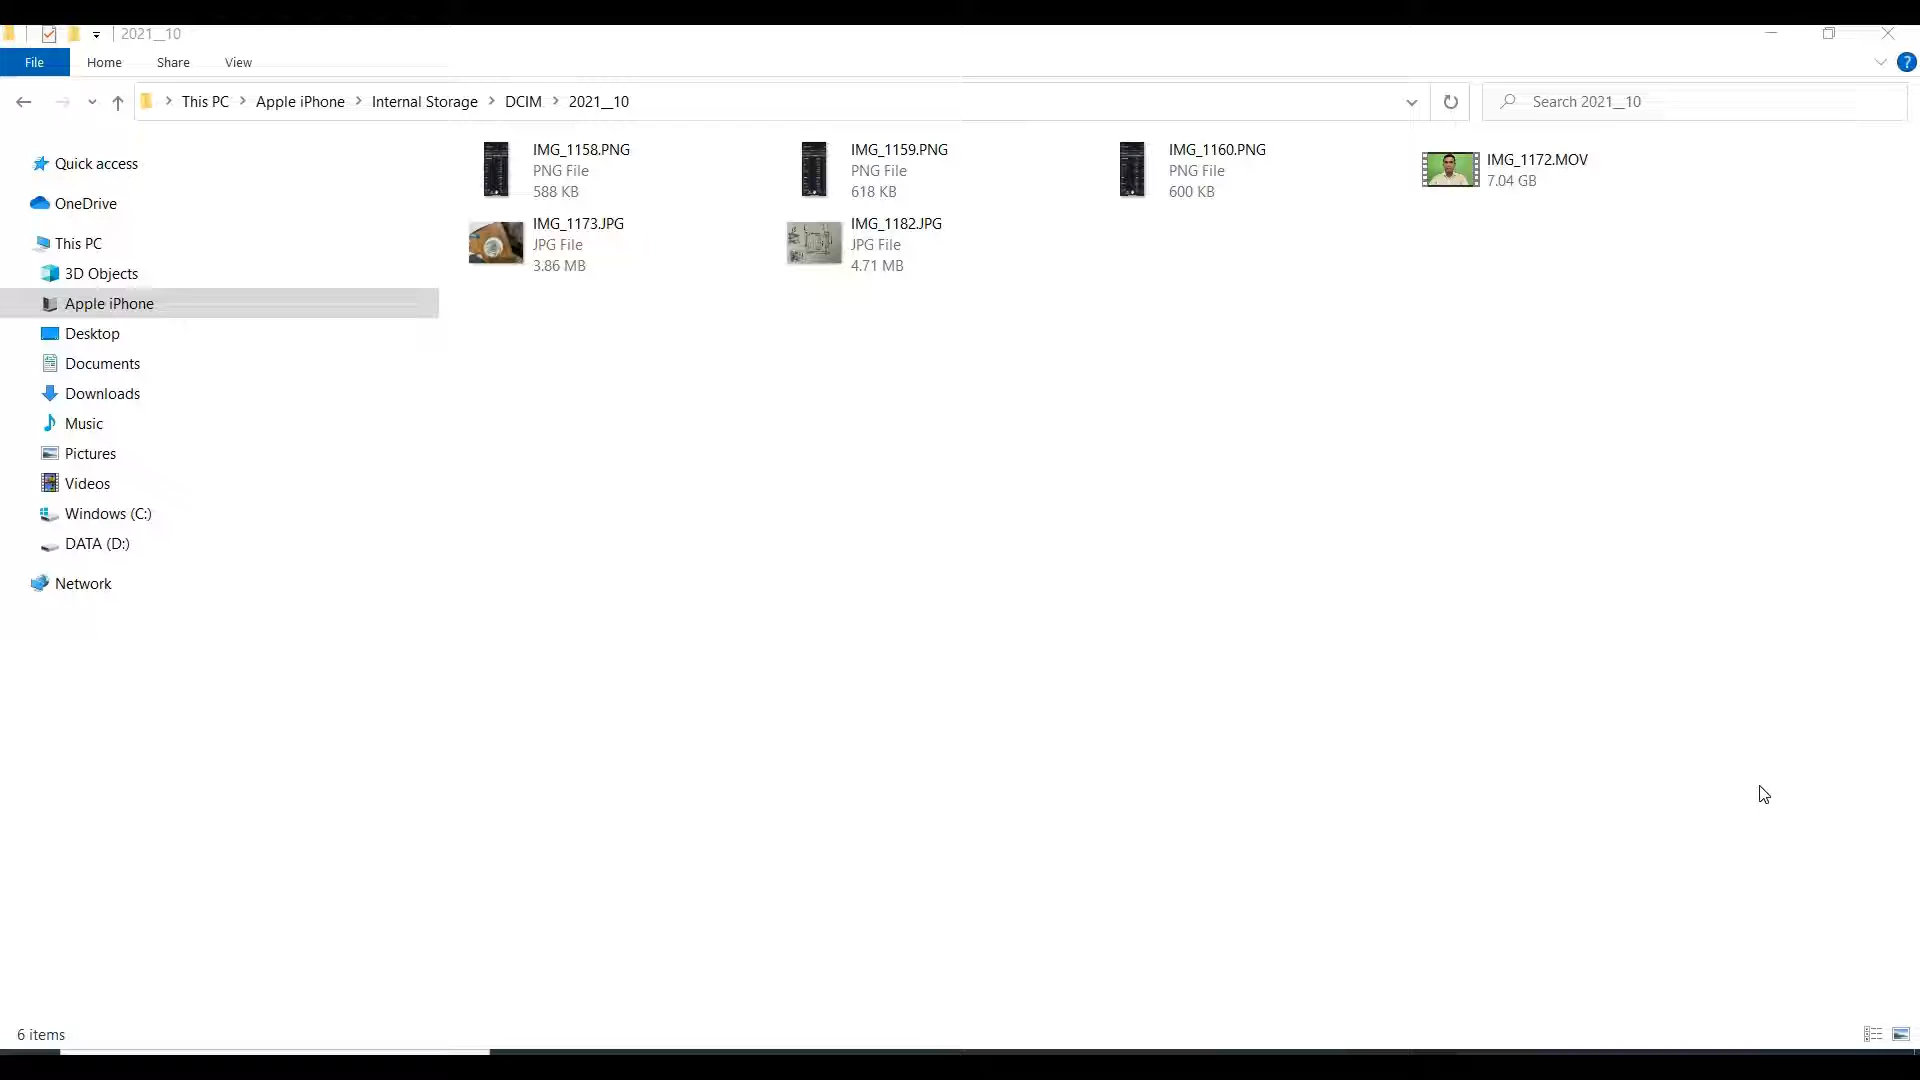 2021__10
File Home Share View
This PC Apple iPhone Internal Storage DCIM 2021__10
Search 2021__10
Quick access
OneDrive
This PC
3D Objects
Apple iPhone
Desktop
Documents
Downloads
Music
Pictures
Videos
Windows (C:)
DATA (D:)
Network
IMG_1158.PNG
PNG File
588 KB
IMG_1159.PNG
PNG File
618 KB
IMG_1160.PNG
PNG File
600 KB
IMG_1172.MOV
7.04 GB
IMG_1173.JPG
JPG File
3.86 MB
IMG_1182.JPG
JPG File
4.71 MB
6 items